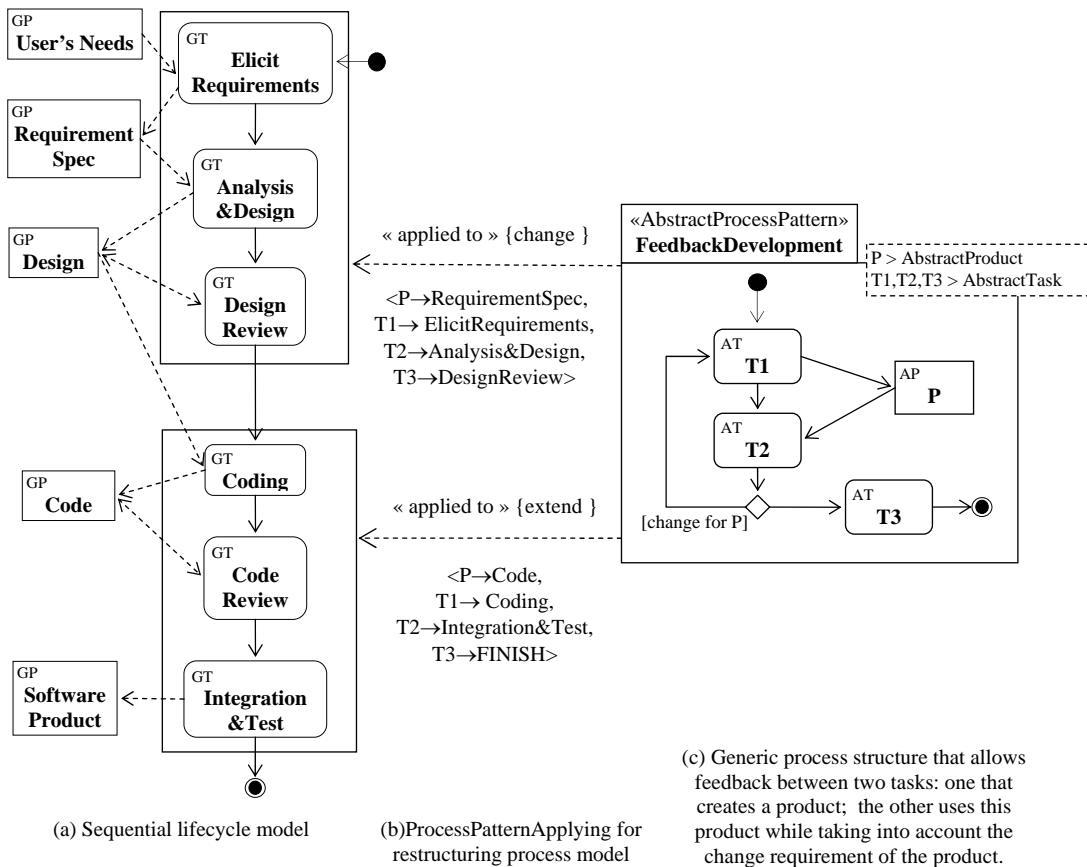 GP
User's Needs
GT
Elicit
Requirements
GP
Requirement
Spec
GT
Analysis
&Design
GP
Design
GT
Design
Review
GT
Coding
GP
Code
GT
Code
Review
GP
Software
Product
GT
Integration
&Test
(a) Sequential lifecycle model
« applied to » {change }
<P→RequirementSpec,
T1→ ElicitRequirements,
T2→Analysis&Design,
T3→DesignReview>
« applied to » {extend }
<P→Code,
T1→ Coding,
T2→Integration&Test,
T3→FINISH>
(b)ProcessPatternApplying for
restructuring process model
«AbstractProcessPattern»
FeedbackDevelopment
P > AbstractProduct
T1,T2,T3 > AbstractTask
AT
T1
AP
P
AT
T2
[change for P]
AT
T3
(c) Generic process structure that allows
feedback between two tasks: one that
creates a product; the other uses this
product while taking into account the
change requirement of the product.